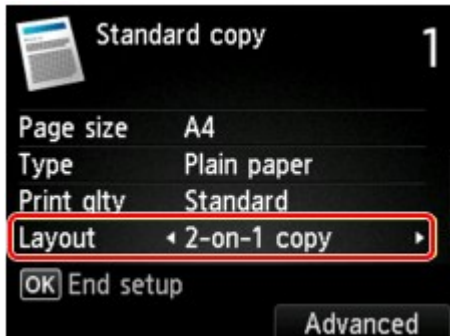 Standard copy 1
Page size A4
Type Plain paper
Print qlty Standard
Layout 2-on-1 copy
OK End setup
Advanced